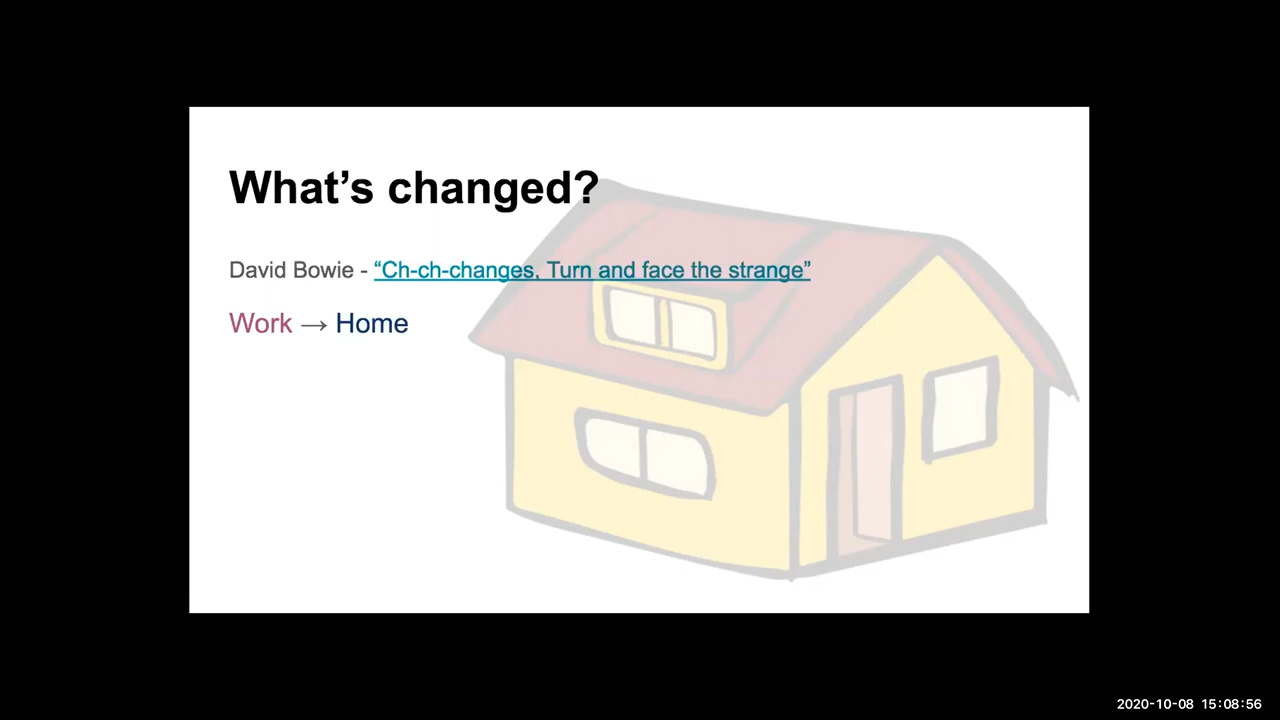 What’s changed?
David Bowie - “Ch-ch-changes, Turn and face the strange”
Work → Home
2020-10-08 15:08:56